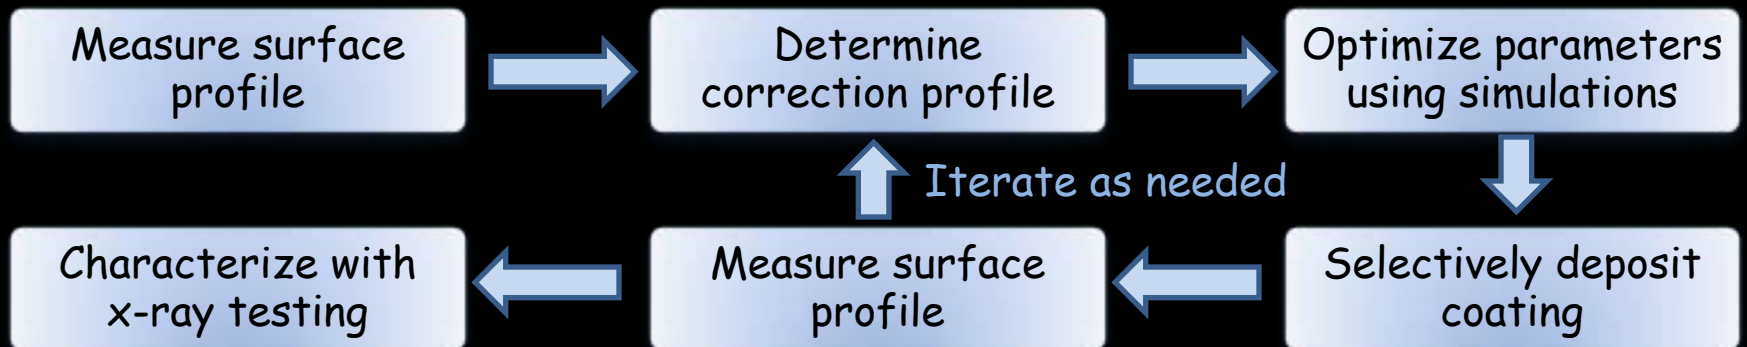 Measure surface
profile
Determine
correction profile
Optimize parameters
using simulations
Iterate as needed
Characterize with
x-ray testing
Measure surface
profile
Selectively deposit
coating